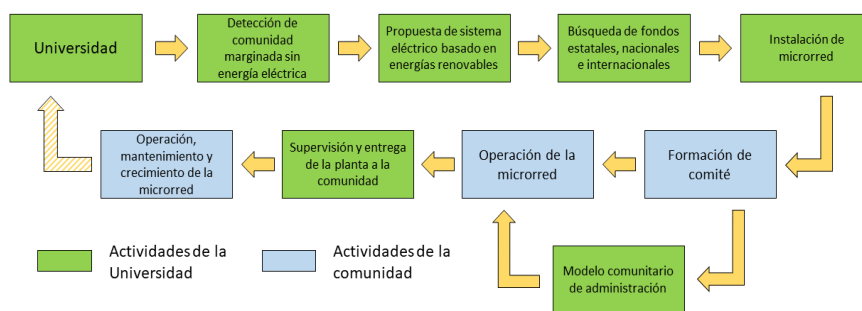 Universidad
Detección de
comunidad
marginada sin
energía eléctrica
Propuesta de sistema
eléctrico basado en
energías renovables
Búsqueda de fondos
estatales, nacionales
e internacionales
Instalación de
microrred
Formación de
comité
Operación de la
microrred
Supervisión y entrega
de la planta a la
comunidad
Operación,
mantenimiento y
crecimiento de la
microrred
Modelo comunitario
de administración
Actividades de la
Universidad
Actividades de la
comunidad